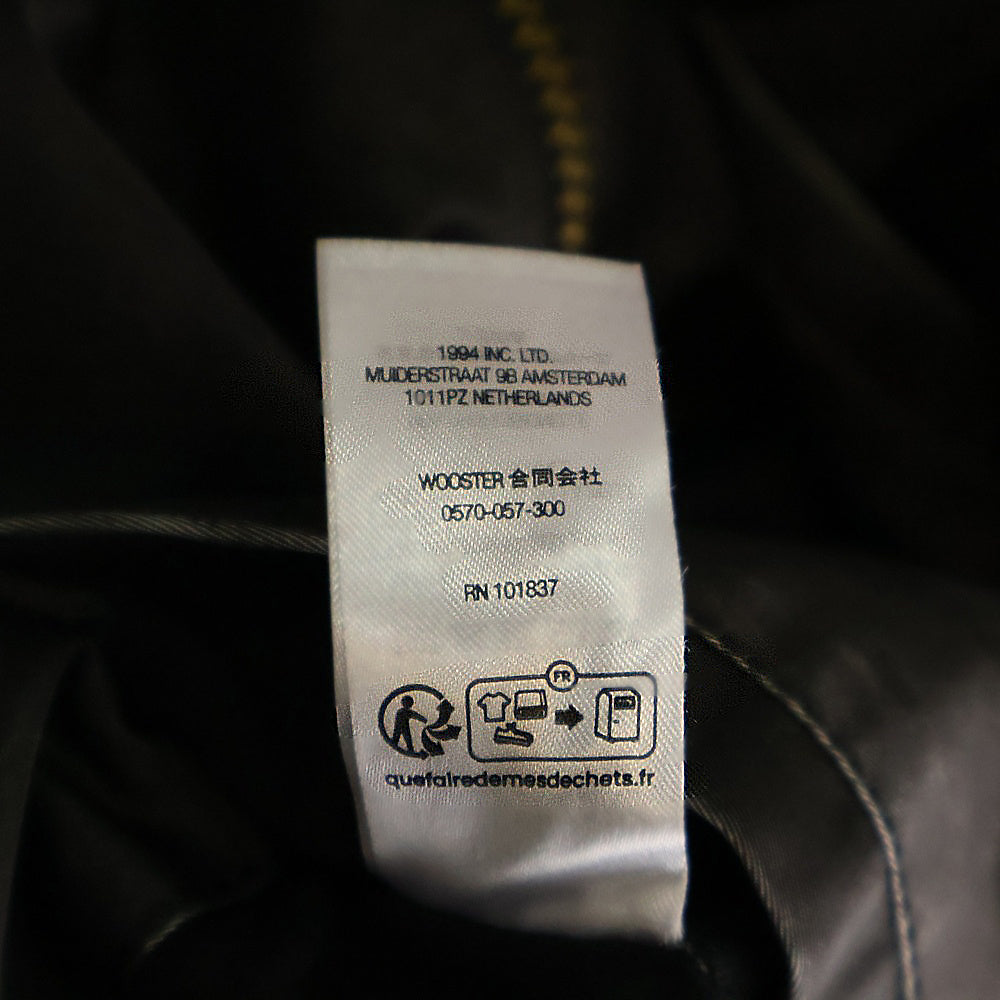 1994 INC. LTD.
MUIDERSTRAAT 9B AMSTERDAM
1011PZ NETHERLANDS
WOOSTER 合同会社
0570-057-300
RN 101837
FR
quefairedemesdechets.fr